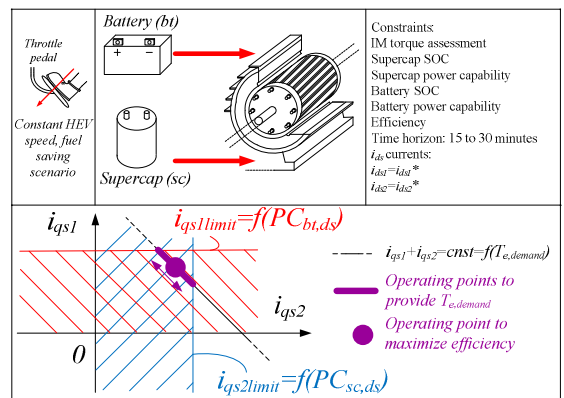 Throttle
pedal
Constant HEV
speed, fuel
saving
scenario
Battery (bt)
+ −
Supercap (sc)
Constraints:
IM torque assessment
Supercap SOC
Supercap power capability
Battery SOC
Battery power capability
Efficiency
Time horizon: 15 to 30 minutes
ids currents:
ids1=ids1*
ids2=ids2*
iqs1
iqs1limit=f(PCbt,ds)
iqs2
0
iqs2limit=f(PCsc,ds)
iqs1+iqs2=cnst=f(Te,demand)
Operating points to
provide Te,demand
Operating point to
maximize efficiency